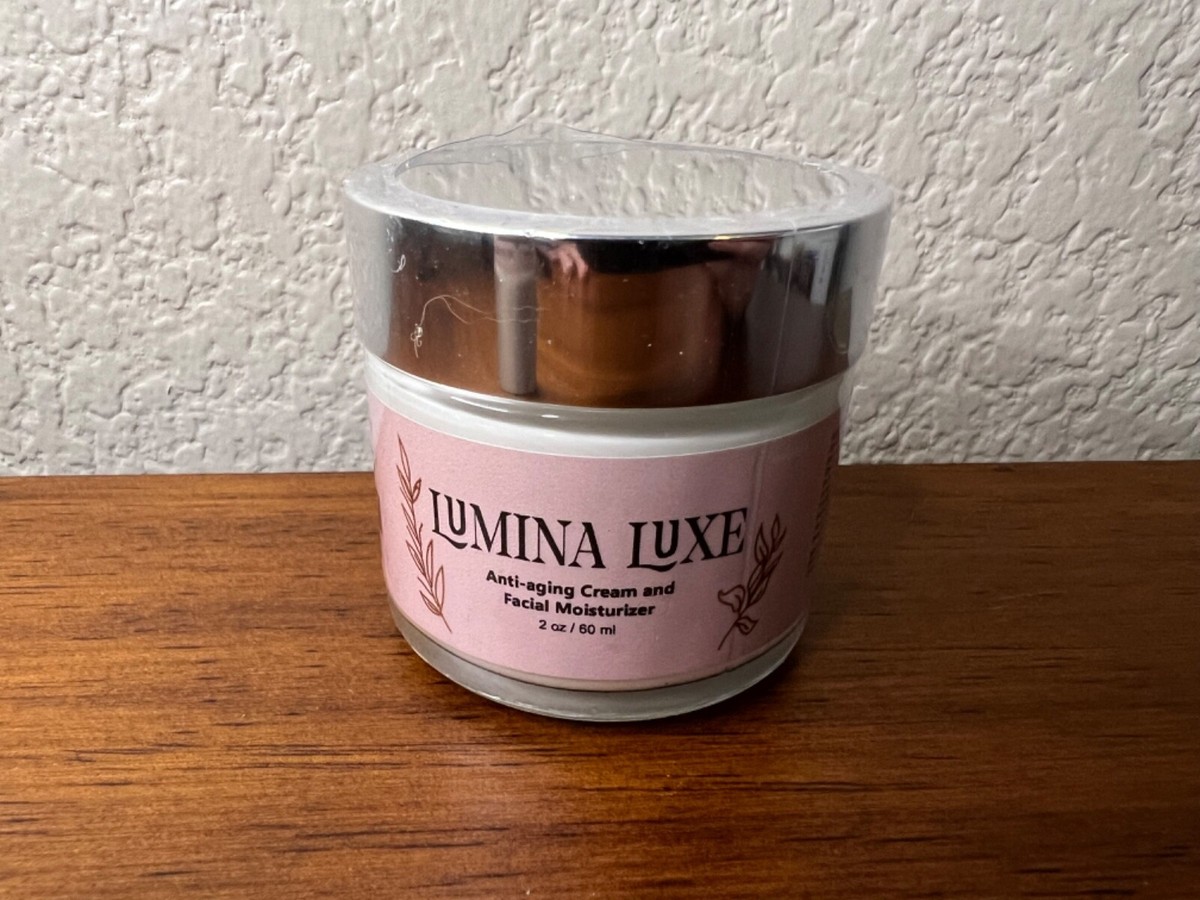 LUMINA LUXE
Anti-aging Cream and
Facial Moisturizer
2 oz / 60 ml